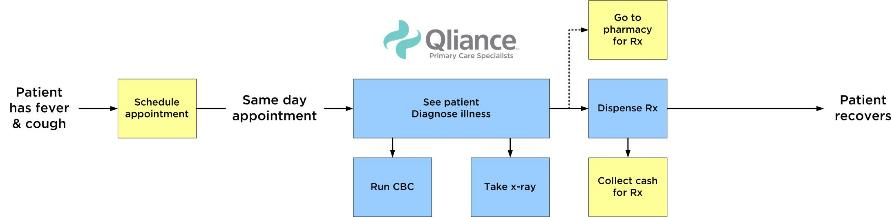 Go to
pharmacy
for Rx
Qliance
Primary Care Specialists
Patient
has fever
& cough
Schedule
appointment
Same day
appointment
See patient
Diagnose illness
Dispense Rx
Patient
recovers
Run CBC
Take x-ray
Collect cash
for Rx